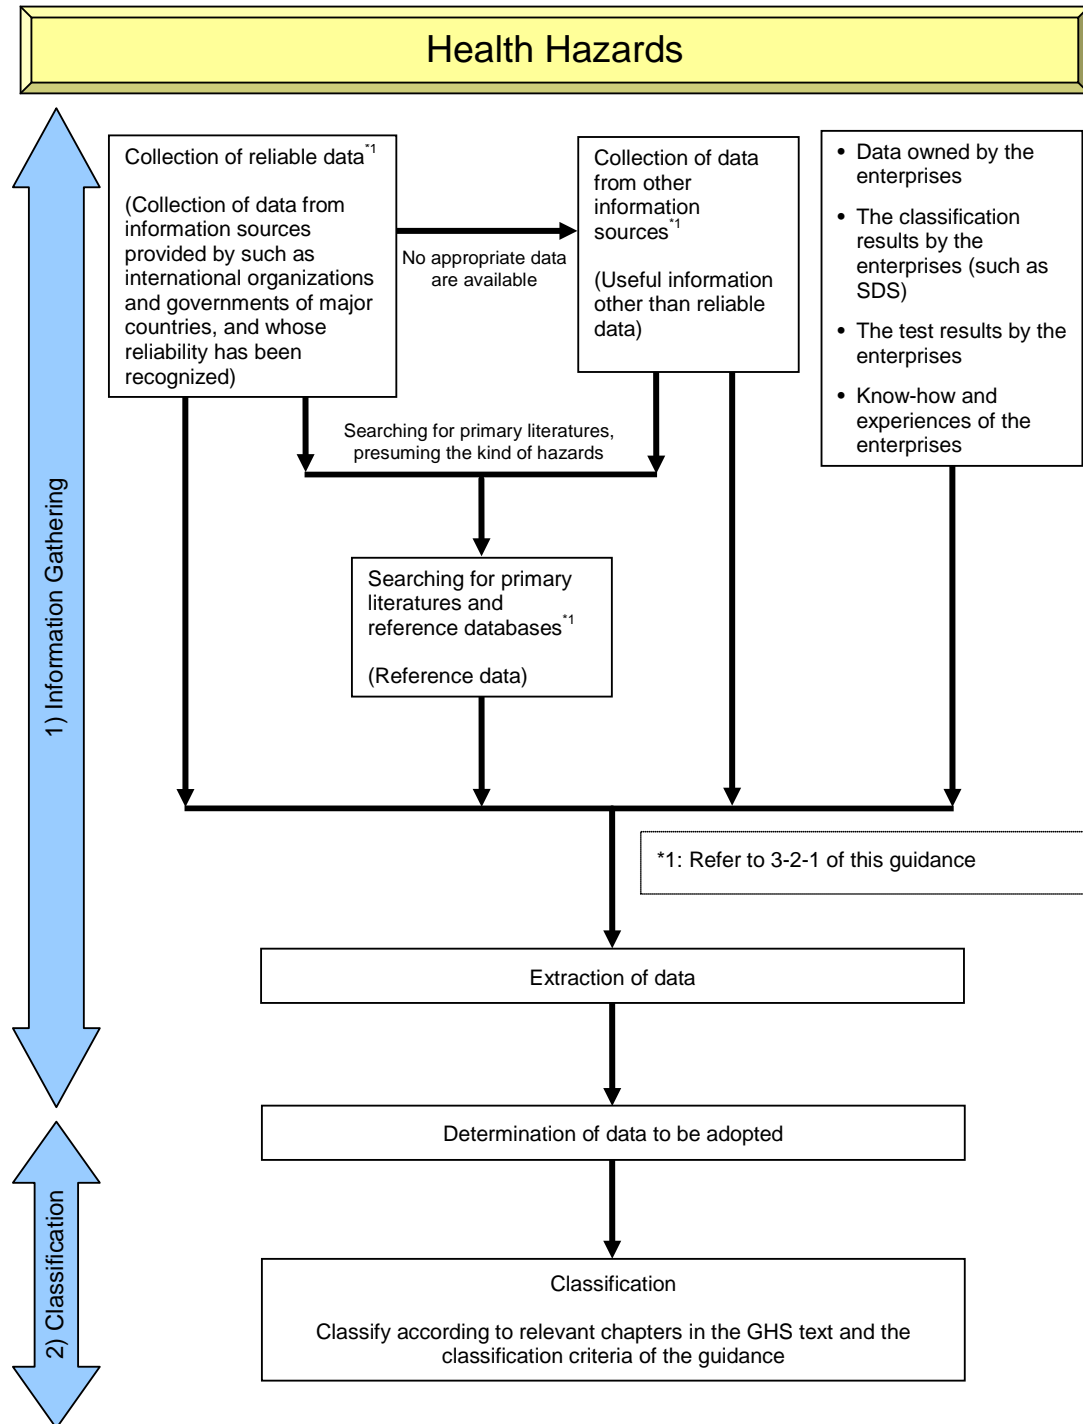 Health Hazards
Collection of reliable data*1
(Collection of data from
information sources
provided by such as
international organizations
and governments of major
countries, and whose
reliability has been
recognized)
No appropriate data
are available
Collection of data
from other
information
sources*1
(Useful information
other than reliable
data)
• Data owned by the
enterprises
• The classification
results by the
enterprises (such as
SDS)
• The test results by the
enterprises
• Know-how and
experiences of the
enterprises
Searching for primary literatures,
presuming the kind of hazards
Searching for primary
literatures and
reference databases*1
(Reference data)
1) Information Gathering
*1: Refer to 3-2-1 of this guidance
Extraction of data
Determination of data to be adopted
2) Classification
Classification
Classify according to relevant chapters in the GHS text and the
classification criteria of the guidance